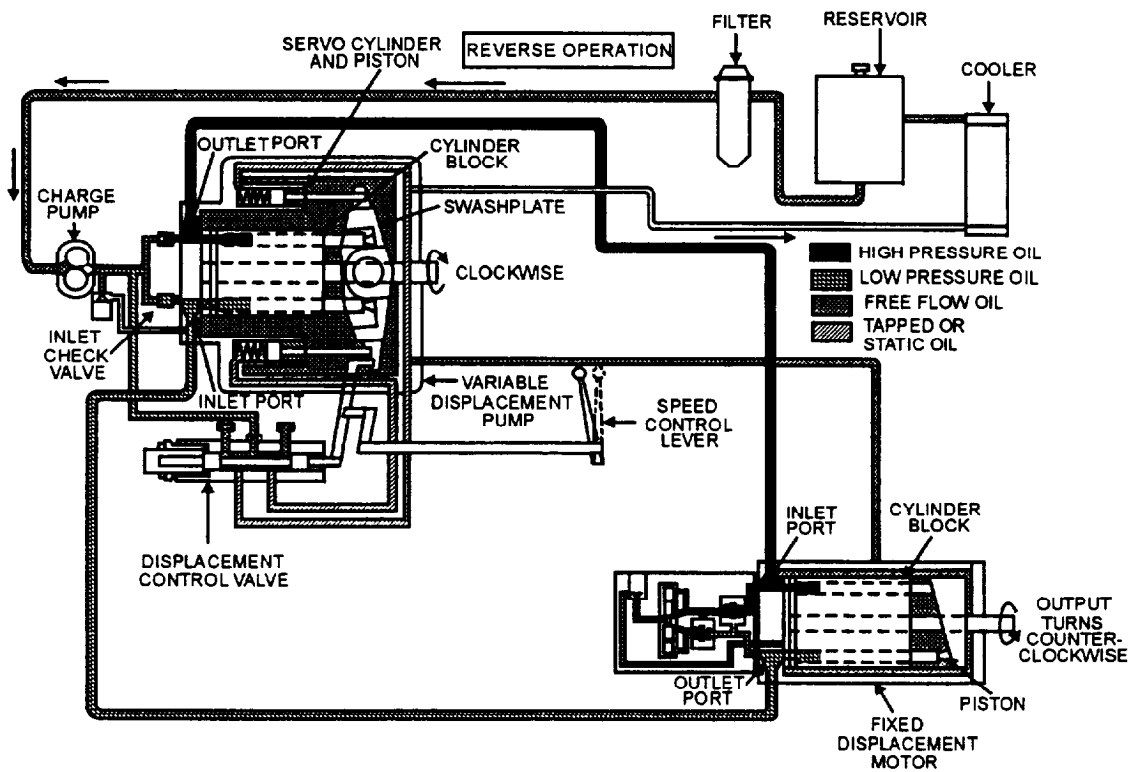 FILTER
RESERVOIR
SERVO CYLINDER
AND PISTON
REVERSE OPERATION
COOLER
OUTLET PORT
CYLINDER
BLOCK
CHARGE
PUMP
SWASHPLATE
HIGH PRESSURE OIL
CLOCKWISE
LOW PRESSURE OIL
FREE FLOW OIL
TAPPED OR
STATIC OIL
INLET
CHECK
VALVE
INLET PORT
VARIABLE
DISPLACEMENT
PUMP
SPEED
CONTROL
LEVER
DISPLACEMENT
CONTROL VALVE
INLET
PORT
CYLINDER
BLOCK
OUTPUT
TURNS
COUNTER-
CLOCKWISE
OUTLET
PORT
PISTON
FIXED
DISPLACEMENT
MOTOR